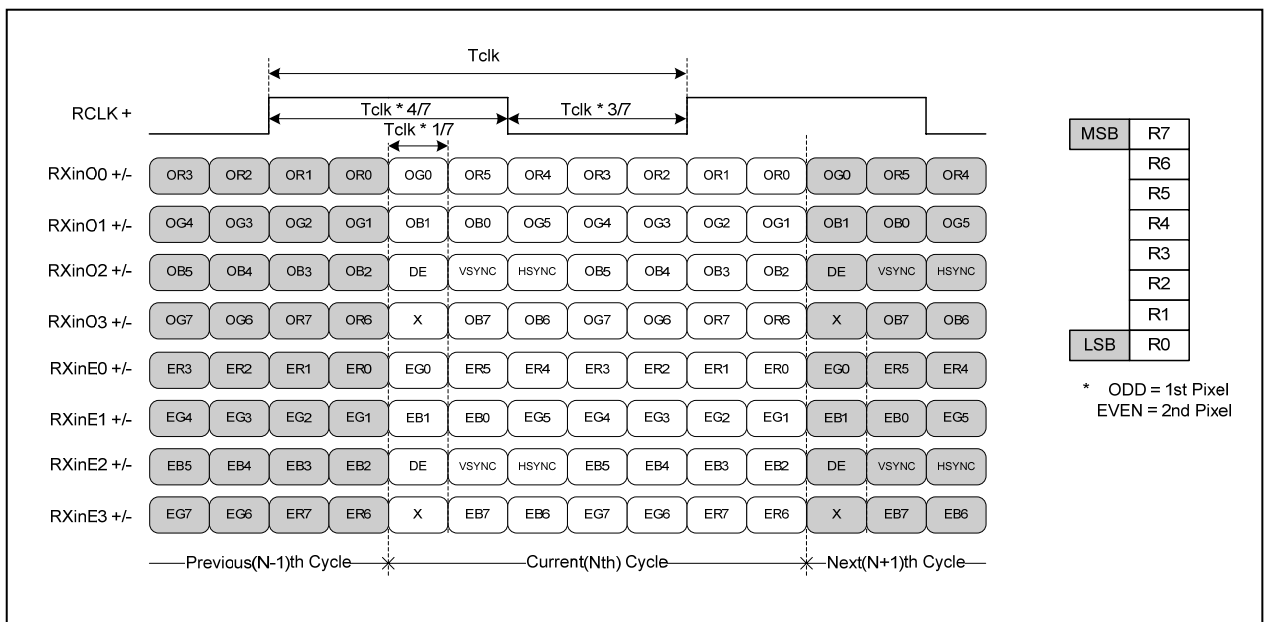 Tclk
RCLK +
Tclk * 4/7
Tclk * 3/7
Tclk * 1/7
RXinO0 +/- OR3 OR2 OR1 OR0 OG0 OR5 OR4 OR3 OR2 OR1 OR0 OG0 OR5 OR4
RXinO1 +/- OG4 OG3 OG2 OG1 OB1 OB0 OG5 OG4 OG3 OG2 OG1 OB1 OB0 OG5
RXinO2 +/- OB5 OB4 OB3 OB2 DE VSYNC HSYNC OB5 OB4 OB3 OB2 DE VSYNC HSYNC
RXinO3 +/- OG7 OG6 OR7 OR6 X OB7 OB6 OG7 OG6 OR7 OR6 X OB7 OB6
RXinE0 +/- ER3 ER2 ER1 ER0 EG0 ER5 ER4 ER3 ER2 ER1 ER0 EG0 ER5 ER4
RXinE1 +/- EG4 EG3 EG2 EG1 EB1 EB0 EG5 EG4 EG3 EG2 EG1 EB1 EB0 EG5
RXinE2 +/- EB5 EB4 EB3 EB2 DE VSYNC HSYNC EB5 EB4 EB3 EB2 DE VSYNC HSYNC
RXinE3 +/- EG7 EG6 ER7 ER6 X EB7 EB6 EG7 EG6 ER7 ER6 X EB7 EB6
Previous(N-1)th Cycle Current(Nth) Cycle Next(N+1)th Cycle
MSB R7
R6
R5
R4
R3
R2
R1
LSB R0
* ODD = 1st Pixel
EVEN = 2nd Pixel